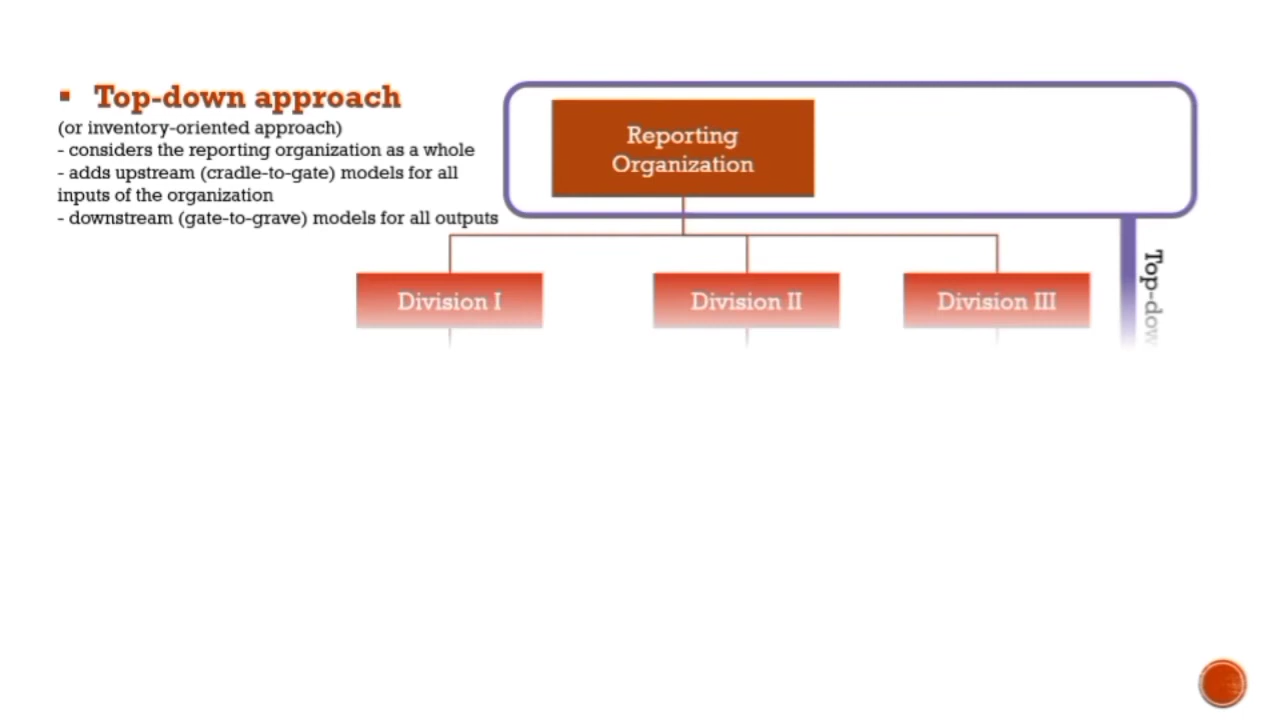 Top-down approach
(or inventory-oriented approach)
- considers the reporting organization as a whole
- adds upstream (cradle-to-gate) models for all
inputs of the organization
- downstream (gate-to-grave) models for all outputs
Reporting
Organization
Division I
Division II
Division III
Top-dow